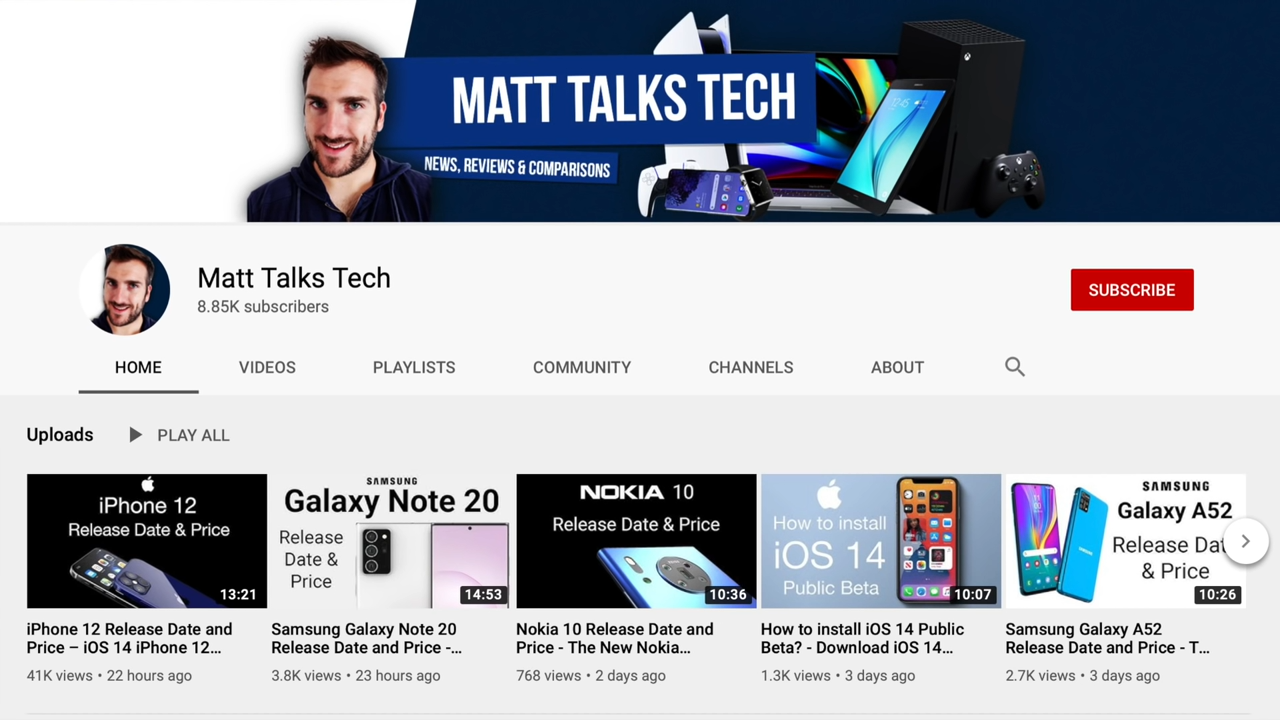 MATT TALKS TECH
NEWS, REVIEWS & COMPARISONS
Matt Talks Tech
8.85K subscribers
SUBSCRIBE
HOME VIDEOS PLAYLISTS COMMUNITY CHANNELS ABOUT
Uploads PLAY ALL
iPhone 12
Release Date & Price
13:21
SAMSUNG
Galaxy Note 20
Release
Date &
Price
14:53
NOKIA 10
Release Date & Price
10:36
How to install
iOS 14
Public Beta
10:07
SAMSUNG
Galaxy A52
Release Dat
& Price
10:26
iPhone 12 Release Date and
Price – iOS 14 iPhone 12...
41K views • 22 hours ago
Samsung Galaxy Note 20
Release Date and Price -...
3.8K views • 23 hours ago
Nokia 10 Release Date and
Price - The New Nokia...
768 views • 2 days ago
How to install iOS 14 Public
Beta? - Download iOS 14...
1.3K views • 3 days ago
Samsung Galaxy A52
Release Date and Price - T...
2.7K views • 3 days ago